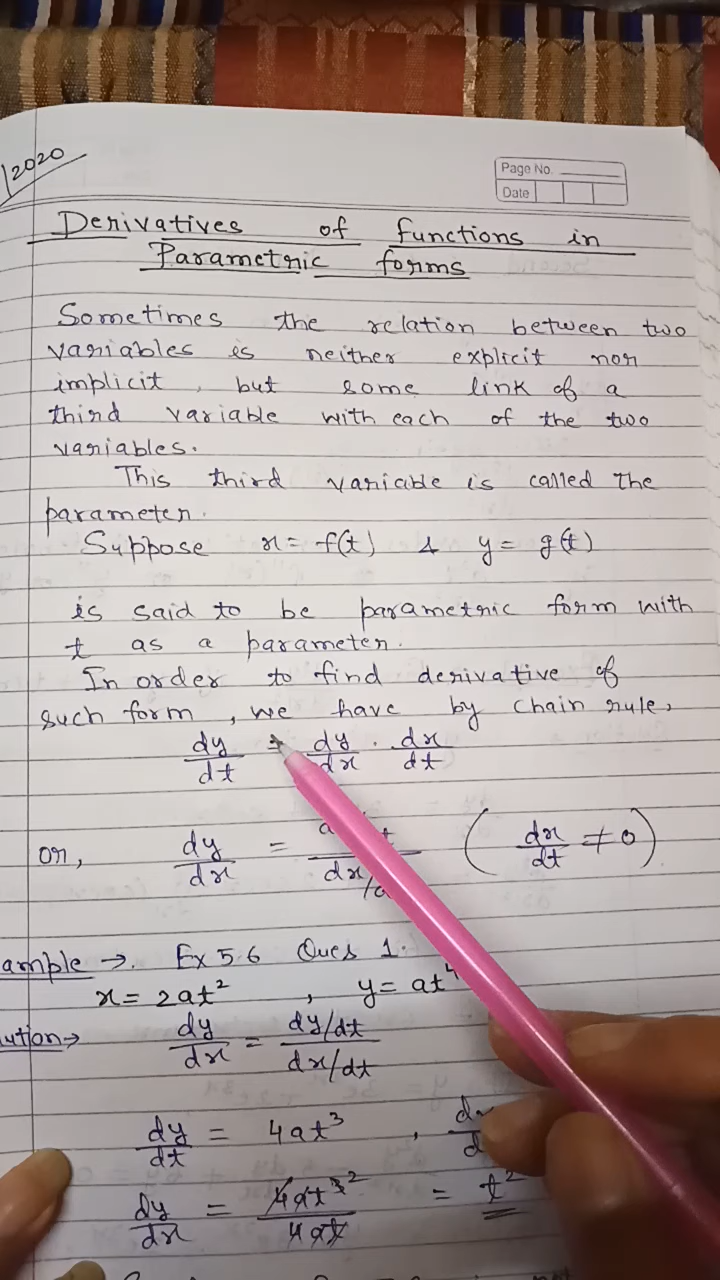 /2020
Page No.
Date
Derivatives of functions in
Parametric forms
Sometimes the relation between two
variables is neither explicit nor
implicit, but some link of a
third variable with each of the two
variables.
This third variable is called the
parameter.
Suppose x = f(t) & y = g(t)
is said to be parametric form with
t as a parameter.
In order to find derivative of
such form, we have by chain rule,
dy/dt = dy/dx . dx/dt
or, dy/dx = dx/ (dx/dt ≠ 0)
ample →. Ex 5.6 Ques 1.
x = 2at², y = at⁴
ution → dy/dx = dy/dt / dx/dt
dy/dt = 4at³ ,
dy/dx = 4at³ ² / 4at = t²